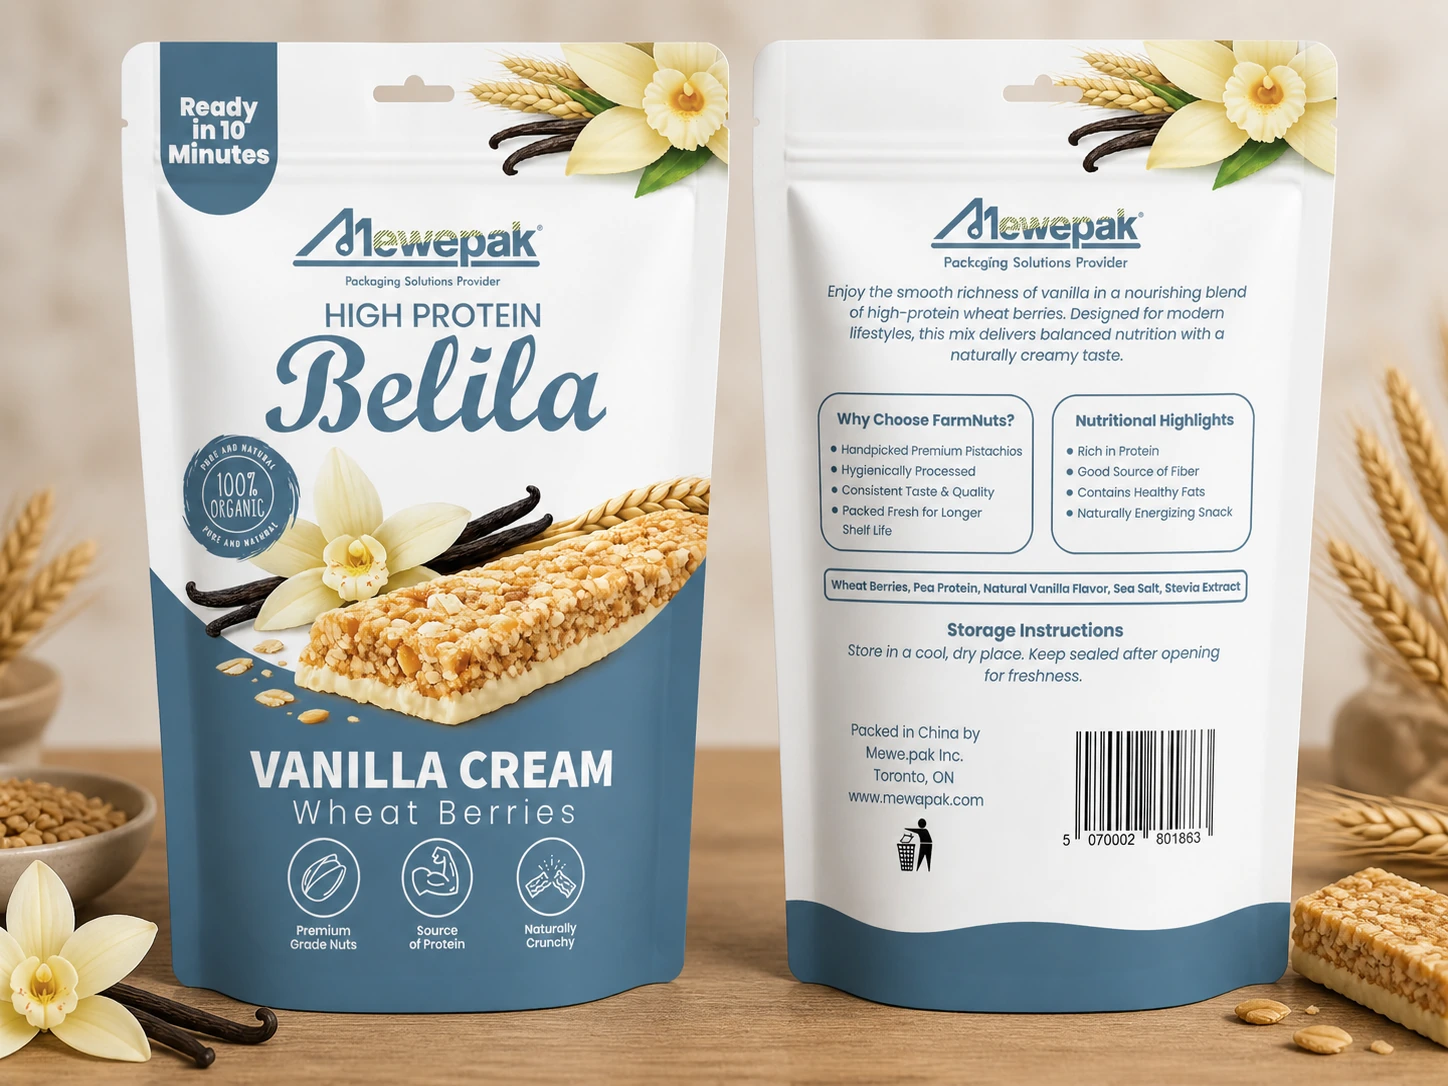 Ready
in 10
Minutes
Mewepak®
Packaging Solutions Provider
HIGH PROTEIN
Belila
PURE AND NATURAL
100%
ORGANIC
PURE AND NATURAL
VANILLA CREAM
Wheat Berries
Premium
Grade Nuts
Source
of Protein
Naturally
Crunchy
Mewepak®
Packaging Solutions Provider
Enjoy the smooth richness of vanilla in a nourishing blend
of high-protein wheat berries. Designed for modern
lifestyles, this mix delivers balanced nutrition with a
naturally creamy taste.
Why Choose FarmNuts?
• Handpicked Premium Pistachios
• Hygienically Processed
• Consistent Taste & Quality
• Packed Fresh for Longer
Shelf Life
Nutritional Highlights
• Rich in Protein
• Good Source of Fiber
• Contains Healthy Fats
• Naturally Energizing Snack
Wheat Berries, Pea Protein, Natural Vanilla Flavor, Sea Salt, Stevia Extract
Storage Instructions
Store in a cool, dry place. Keep sealed after opening
for freshness.
Packed in China by
Mewe.pak Inc.
Toronto, ON
www.mewapak.com
5 070002 801863